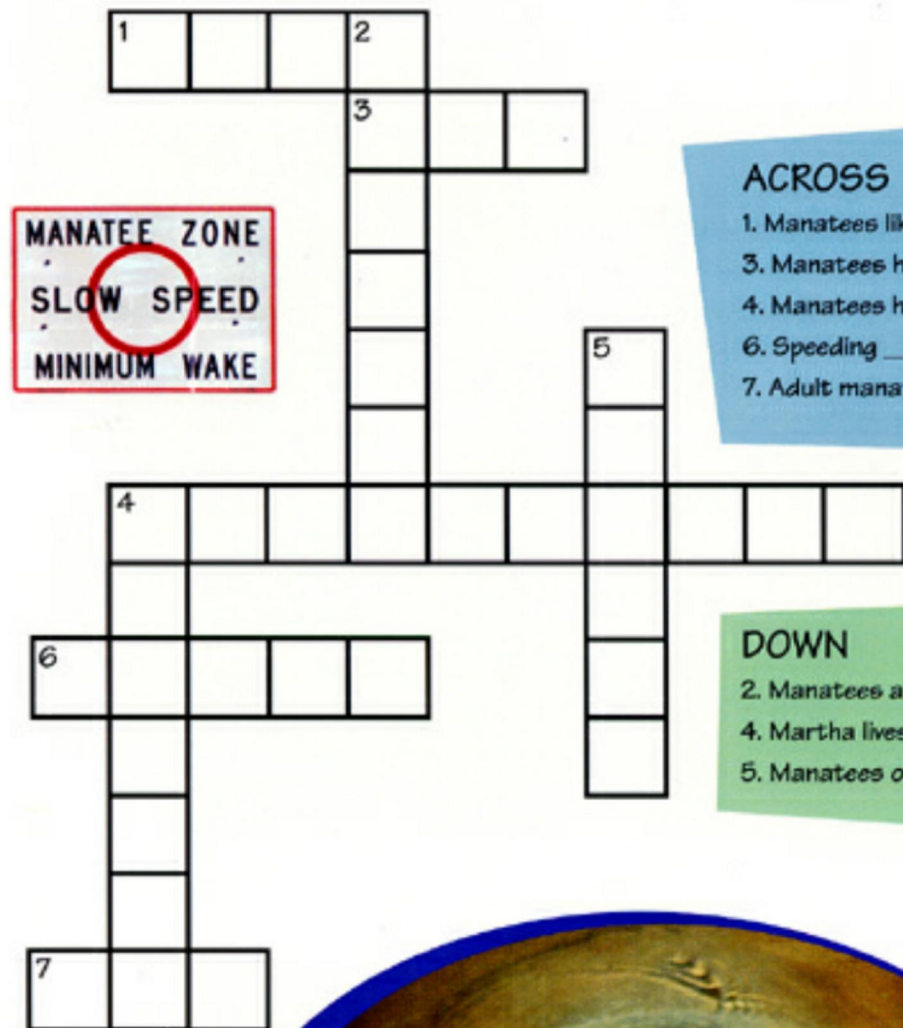 1
2
3
MANATEE ZONE
SLOW SPEED
MINIMUM WAKE
ACROSS
1. Manatees lik
3. Manatees h
4. Manatees h
6. Speeding __
7. Adult mana
5
4
6
DOWN
2. Manatees a
4. Martha lives
5. Manatees o
7